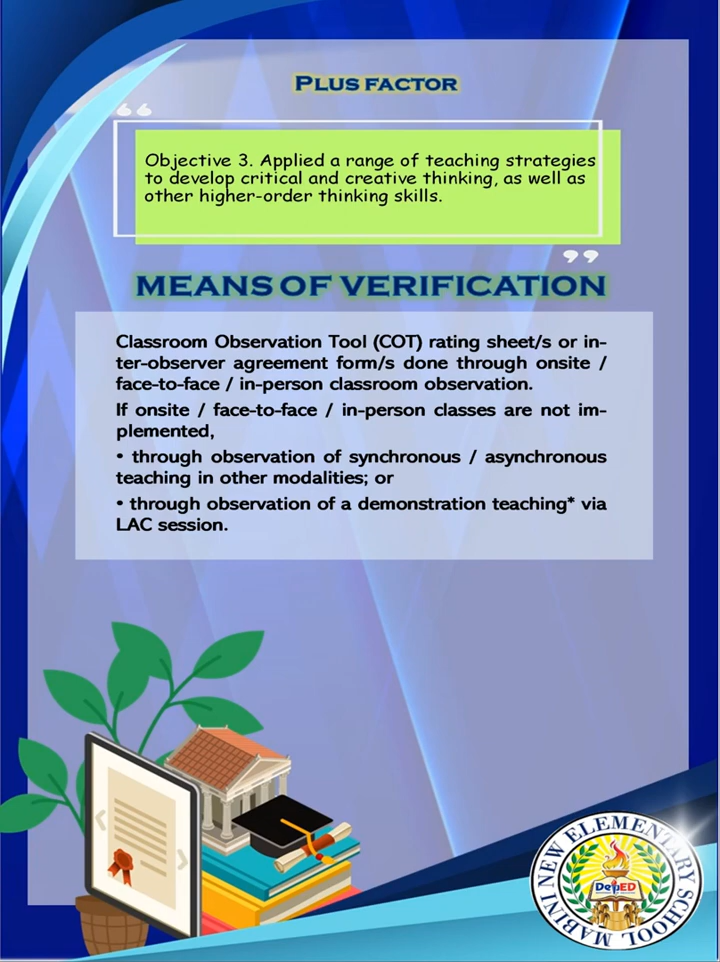 PLUS FACTOR
Objective 3. Applied a range of teaching strategies
to develop critical and creative thinking, as well as
other higher-order thinking skills.
MEANS OF VERIFICATION
Classroom Observation Tool (COT) rating sheet/s or in-
ter-observer agreement form/s done through onsite /
face-to-face / in-person classroom observation.
If onsite / face-to-face / in-person classes are not im-
plemented,
• through observation of synchronous / asynchronous
teaching in other modalities; or
• through observation of a demonstration teaching* via
LAC session.
MABINI NEW ELEMENTARY SCHOOL
DepED